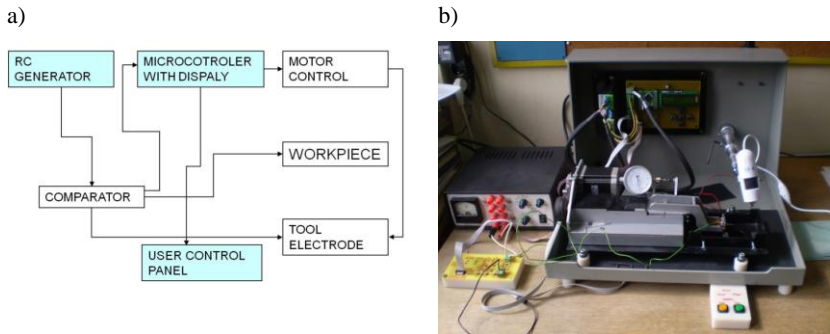 a)
b)
RC
GENERATOR
MICROCOTROLER
WITH DISPALY
MOTOR
CONTROL
WORKPIECE
COMPARATOR
TOOL
ELECTRODE
USER CONTROL
PANEL